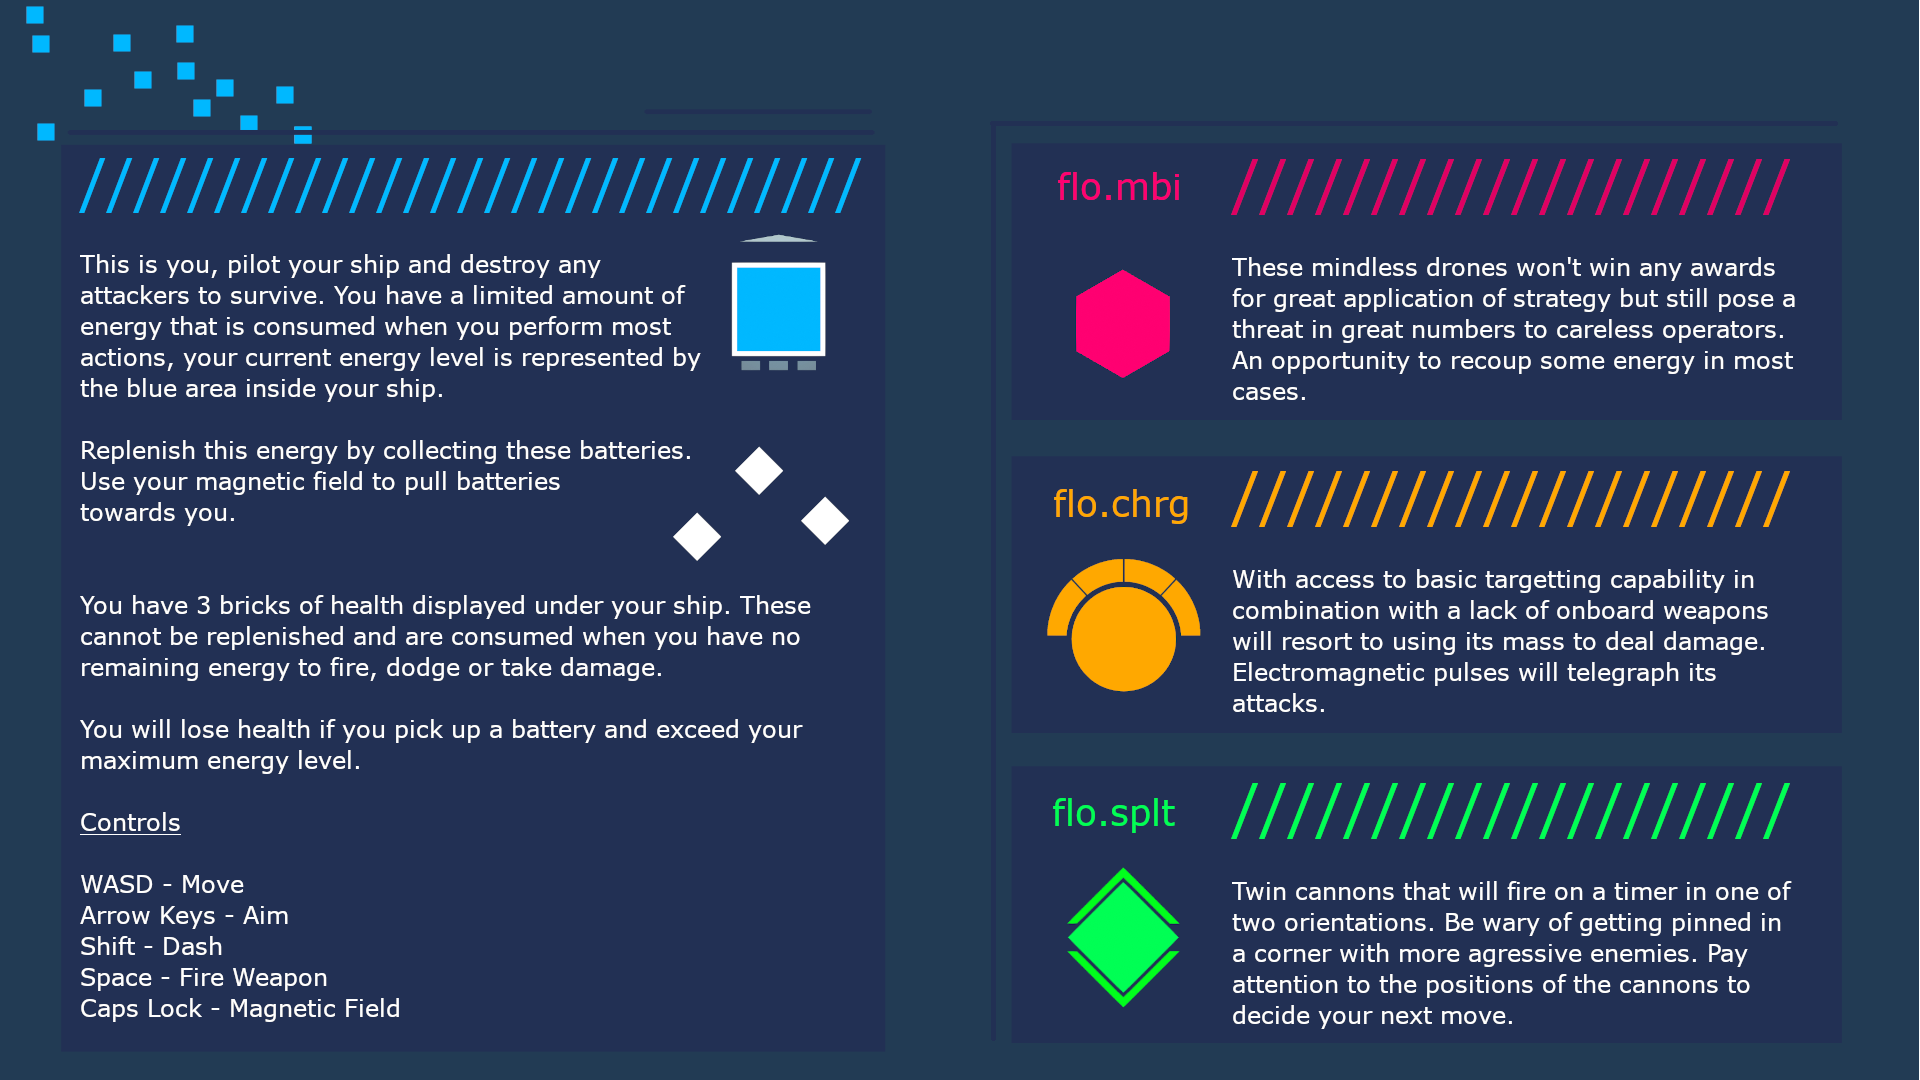 This is you, pilot your ship and destroy any
attackers to survive. You have a limited amount of
energy that is consumed when you perform most
actions, your current energy level is represented by
the blue area inside your ship.
Replenish this energy by collecting these batteries.
Use your magnetic field to pull batteries
towards you.
You have 3 bricks of health displayed under your ship. These
cannot be replenished and are consumed when you have no
remaining energy to fire, dodge or take damage.
You will lose health if you pick up a battery and exceed your
maximum energy level.
Controls
WASD - Move
Arrow Keys - Aim
Shift - Dash
Space - Fire Weapon
Caps Lock - Magnetic Field
flo.mbi
These mindless drones won't win any awards
for great application of strategy but still pose a
threat in great numbers to careless operators.
An opportunity to recoup some energy in most
cases.
flo.chrg
With access to basic targetting capability in
combination with a lack of onboard weapons
will resort to using its mass to deal damage.
Electromagnetic pulses will telegraph its
attacks.
flo.splt
Twin cannons that will fire on a timer in one of
two orientations. Be wary of getting pinned in
a corner with more agressive enemies. Pay
attention to the positions of the cannons to
decide your next move.